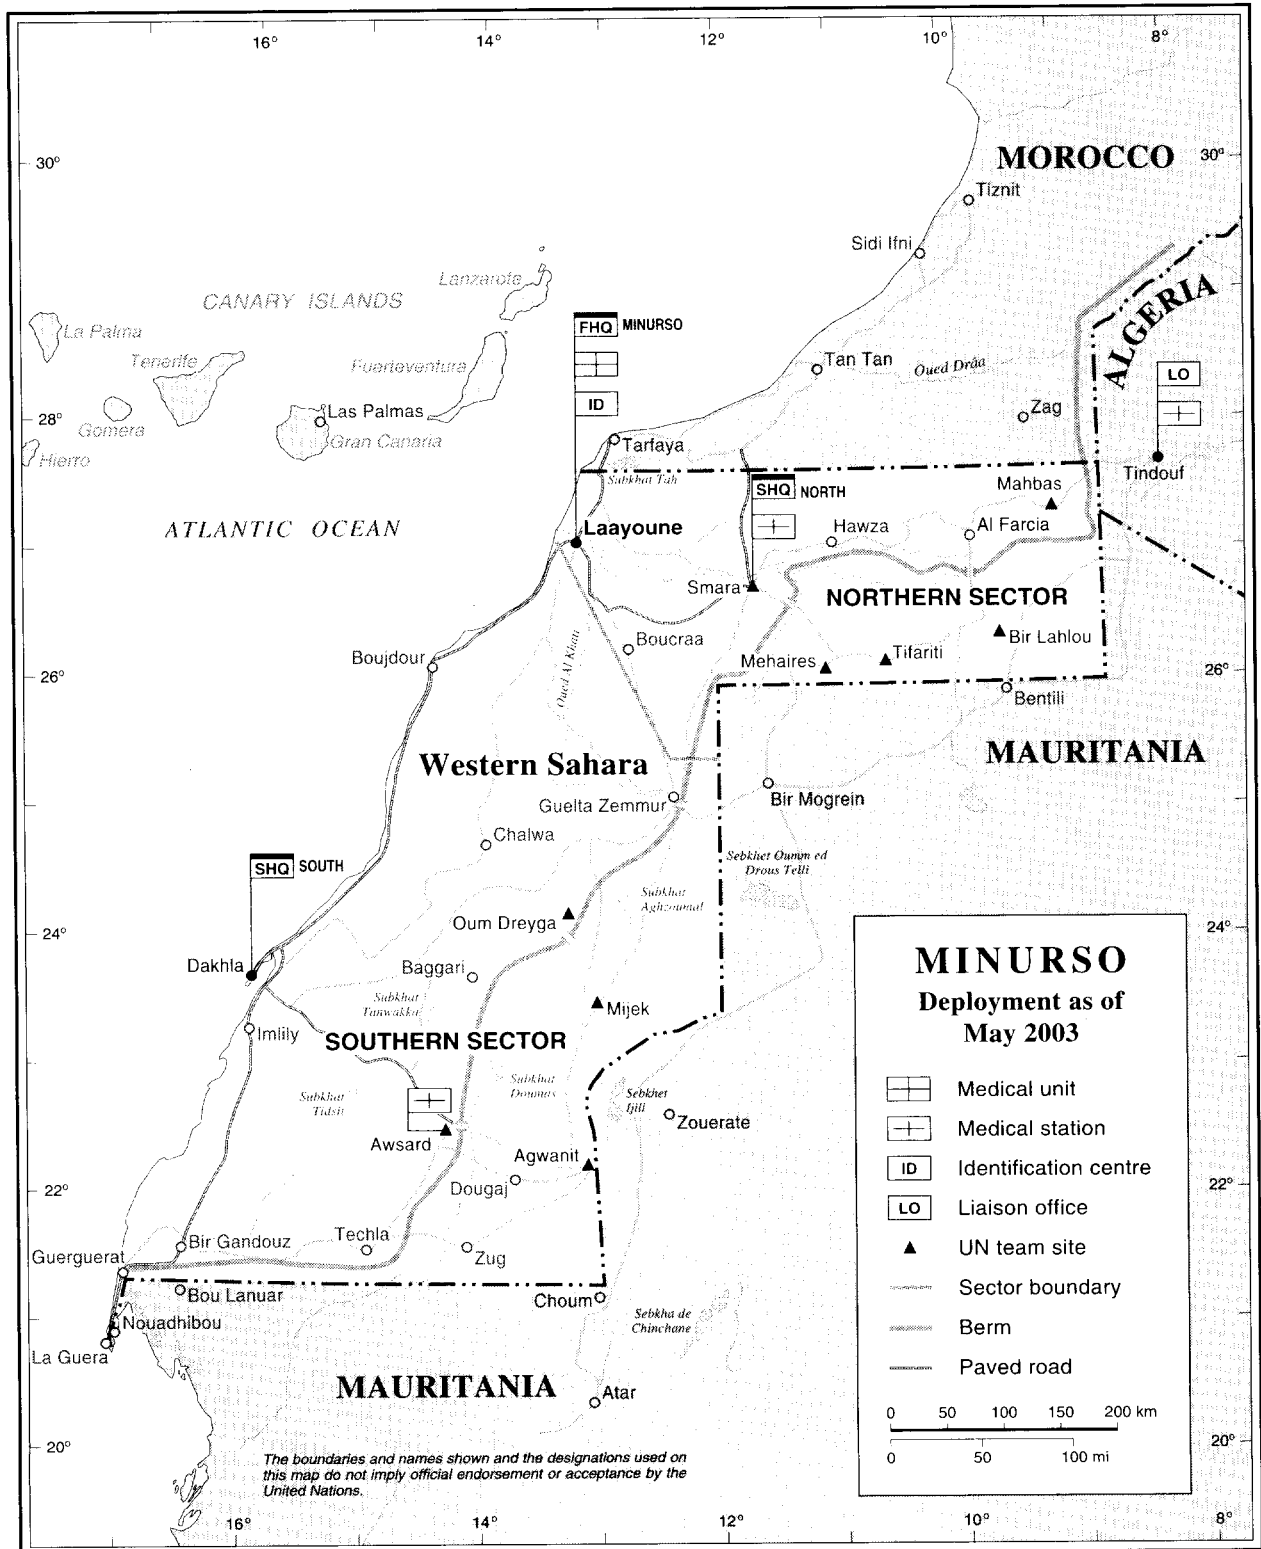 16° 14° 12° 10° 8°
30° MOROCCO 30°
Tiznit
Sidi Ifni
Lanzarote
CANARY ISLANDS
ALGERIA
FHQ MINURSO
La Palma
Tenerife
Fuerteventura
Tan Tan
Oued Drâa
LO
ID
Las Palmas
Zag
28° 28°
Gomera
Gran Canaria
Hierro
Tarfaya
Tindouf
Subkhat Tah
Mahbas
SHQ NORTH
ATLANTIC OCEAN
Laayoune
Hawza
Al Farcia
Smara
NORTHERN SECTOR
Boucraa
Bir Lahlou
Oued Al Khatt
Boujdour
Mehaires
Tifariti
26° 26°
Bentili
Western Sahara
MAURITANIA
Guelta Zemmur
Bir Mogrein
Chalwa
Sebkhet Oumm ed
Drous Telli
SHQ SOUTH
Subkhat
Aghzoumal
Oum Dreyga
24° 24°
Dakhla
Baggari
Subkhat
Tanwakka
Mijek
Imlily
SOUTHERN SECTOR
Subkhat
Tidsit
Subkhat
Doumas
Sebkhet
Ijili
Zouerate
Awsard
Agwanit
Dougaj
22° 22°
Techla
Bir Gandouz
Zug
Guerguerat
Bou Lanuar
Choum
Nouadhibou
Sebkha de
Chinchane
La Guera
MAURITANIA
Atar
20° 20°
The boundaries and names shown and the designations used on
this map do not imply official endorsement or acceptance by the
United Nations.
MINURSO
Deployment as of
May 2003
Medical unit
Medical station
ID Identification centre
LO Liaison office
UN team site
Sector boundary
Berm
Paved road
0 50 100 150 200 km
0 50 100 mi
16° 14° 12° 10° 8°